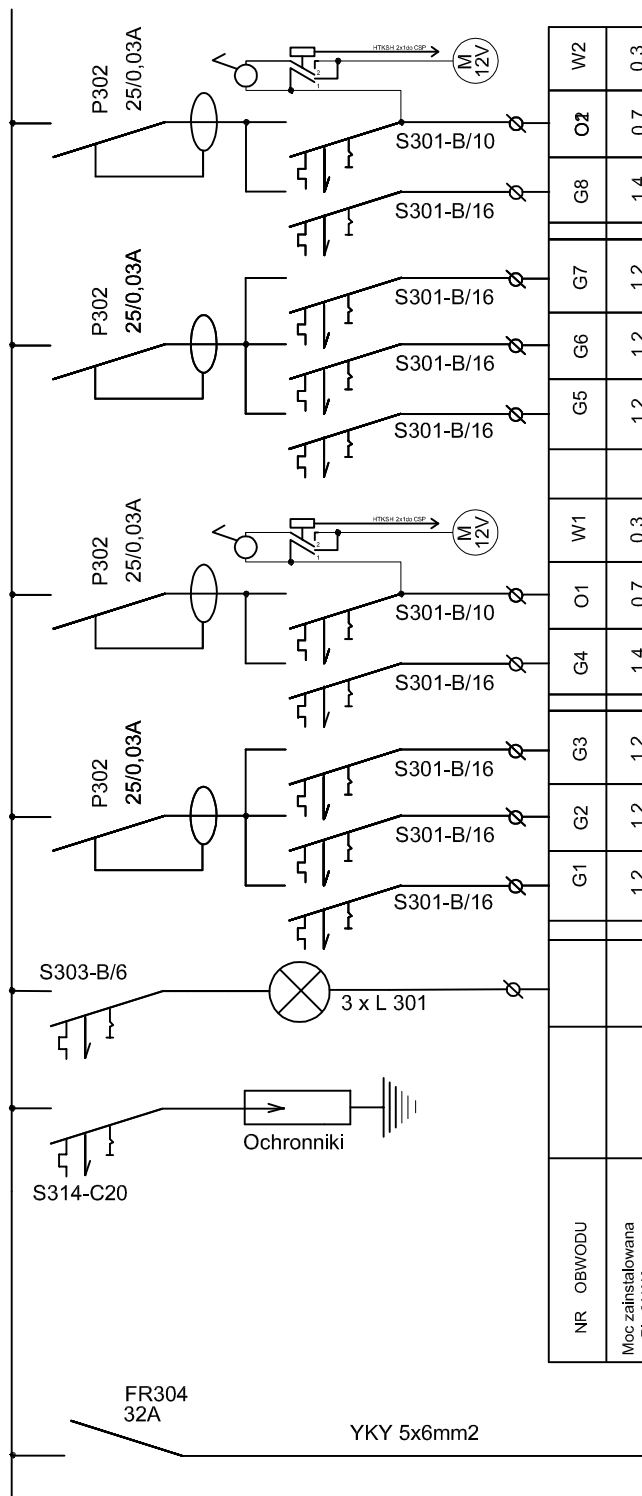 P302
25/0,03A
HTKSH 2x1do CSP
M
12V
2
1
S301-B/10
S301-B/16
P302
25/0,03A
S301-B/16
S301-B/16
S301-B/16
P302
25/0,03A
HTKSH 2x1do CSP
M
12V
2
1
S301-B/10
S301-B/16
P302
25/0,03A
S301-B/16
S301-B/16
S301-B/16
S303-B/6
3 x L 301
Ochronniki
S314-C20
FR304
32A
YKY 5x6mm2
NR OBWODU G1 G2 G3 G4 O1 W1 G5 G6 G7 G8 O2 W2
Moc zainstalowana 1.2 1.2 1.2 1.4 0.7 0.3 1.2 1.2 1.2 1.4 0.7 0.3